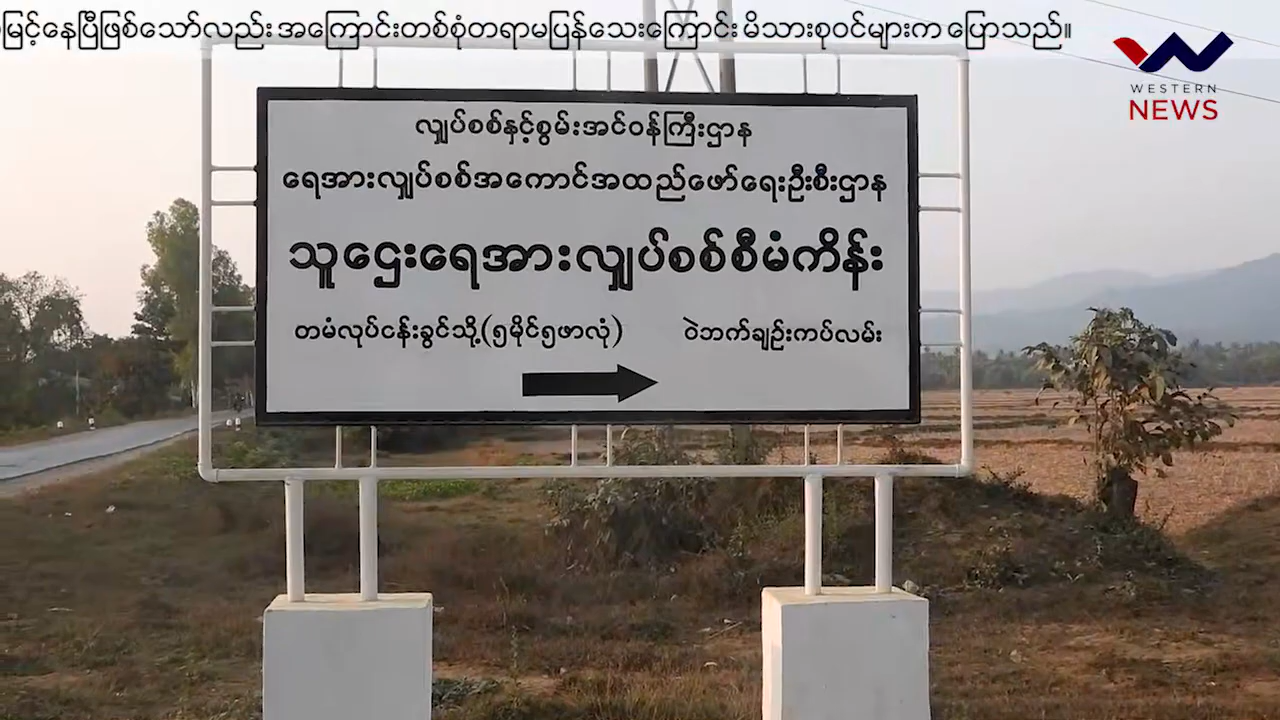 မြင့်နေပြီဖြစ်သော်လည်း အကြောင်းတစ်စုံတရာမပြန်သေးကြောင်း မိသားစုဝင်များက ပြောသည်။
WESTERN
NEWS
လျှပ်စစ်နှင့်စွမ်းအင်ဝန်ကြီးဌာန
ရေအားလျှပ်စစ်အကောင်အထည်ဖော်ရေးဦးစီးဌာန
သူဌေးရေအားလျှပ်စစ်စီမံကိန်း
တမံလုပ်ငန်းခွင်သို့(၅မိုင်၅ဖာလုံ) ဝဲဘက်ချဉ်းကပ်လမ်း